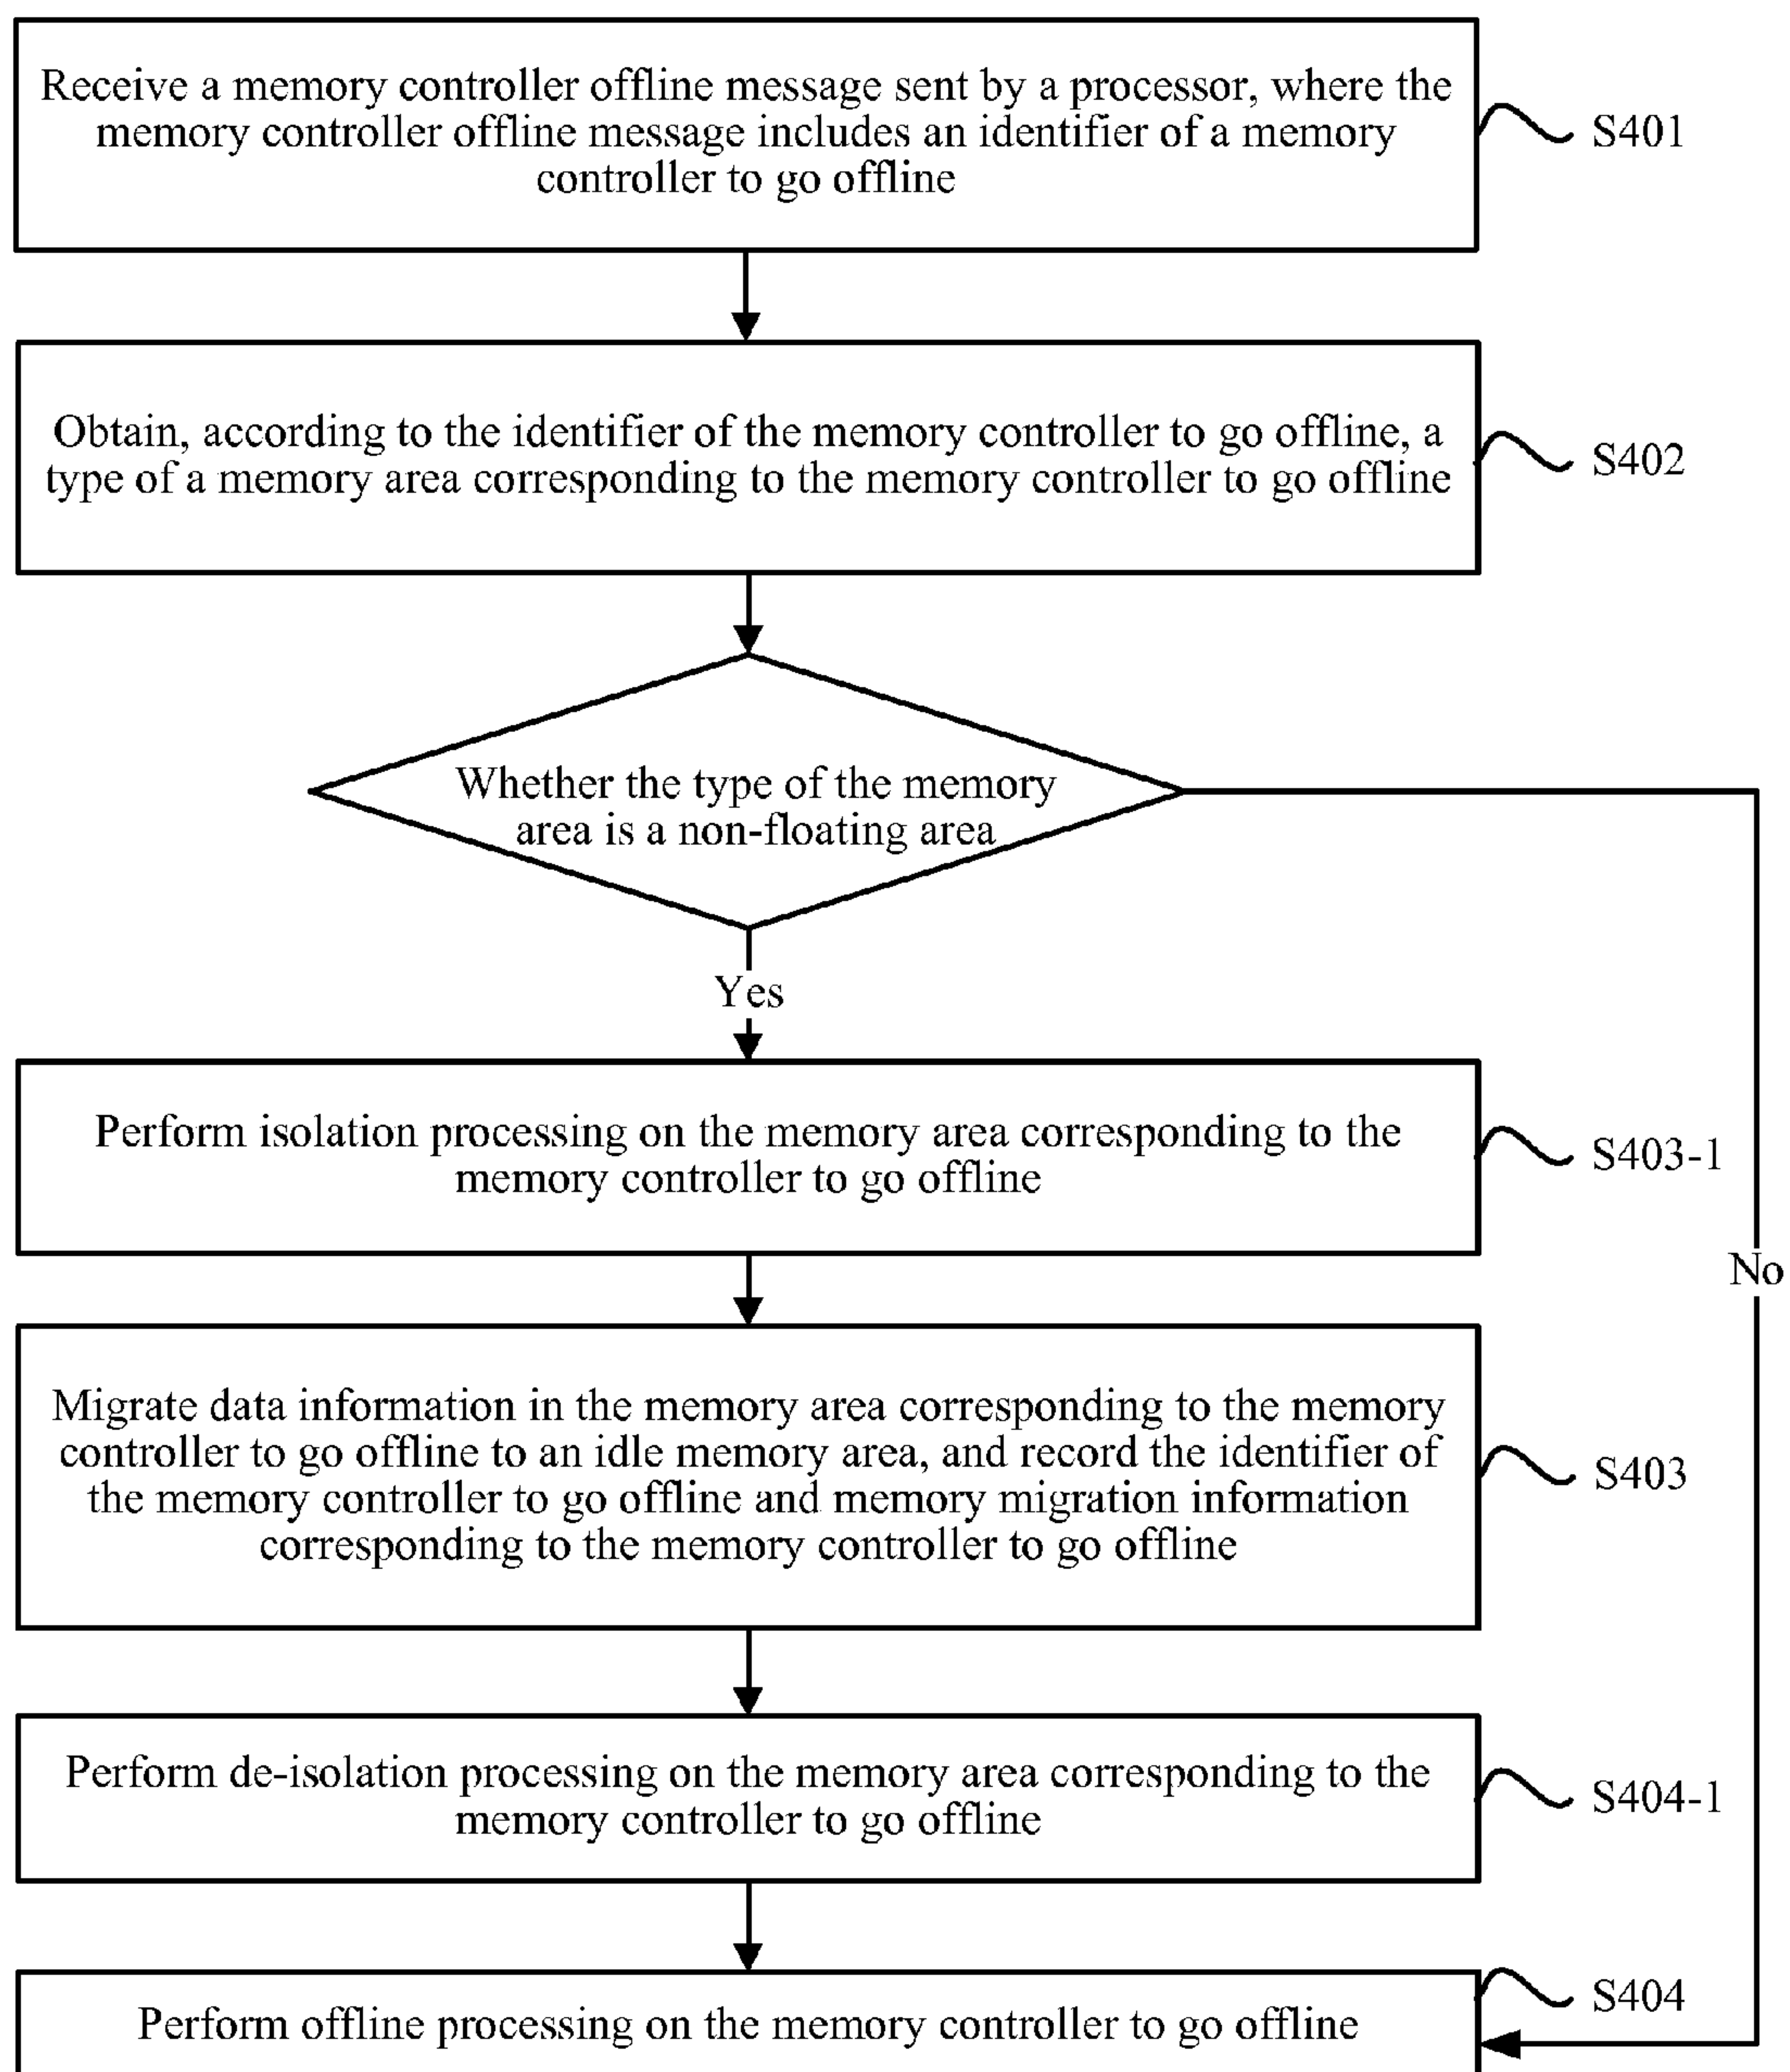 Receive a memory controller offline message sent by a processor, where the
memory controller offline message includes an identifier of a memory
controller to go offline
S401
Obtain, according to the identifier of the memory controller to go offline, a
type of a memory area corresponding to the memory controller to go offline
S402
Whether the type of the memory
area is a non-floating area
Yes
Perform isolation processing on the memory area corresponding to the
memory controller to go offline
S403-1
No
Migrate data information in the memory area corresponding to the memory
controller to go offline to an idle memory area, and record the identifier of
the memory controller to go offline and memory migration information
corresponding to the memory controller to go offline
S403
Perform de-isolation processing on the memory area corresponding to the
memory controller to go offline
S404-1
Perform offline processing on the memory controller to go offline
S404